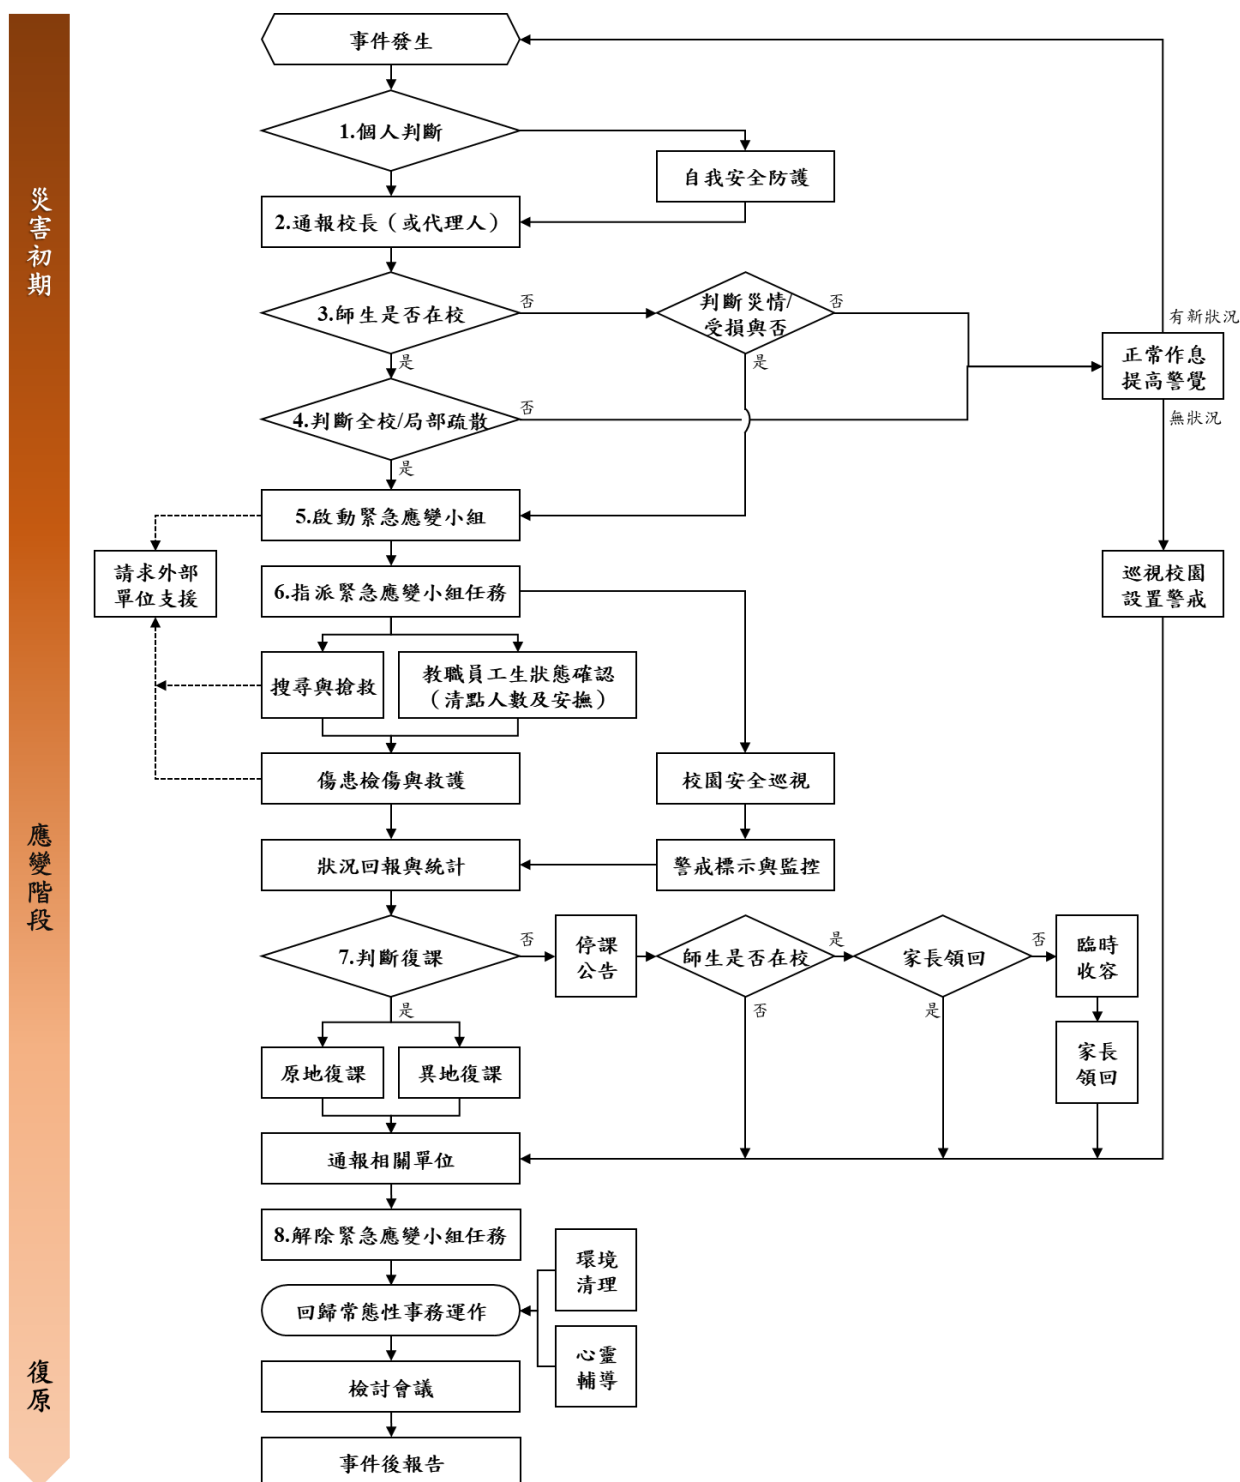 災害初期
應變階段
復原
事件發生
1.個人判斷
自我安全防護
2.通報校長（或代理人）
3.師生是否在校
否
判斷災情/
受損與否
否
是
是
有新狀況
正常作息
提高警覺
無狀況
4.判斷全校/局部疏散
否
是
5.啟動緊急應變小組
請求外部
單位支援
巡視校園
設置警戒
6.指派緊急應變小組任務
搜尋與搶救
教職員工生狀態確認
（清點人數及安撫）
傷患檢傷與救護
校園安全巡視
狀況回報與統計
警戒標示與監控
7.判斷復課
否
停課
公告
師生是否在校
是
家長領回
否
臨時
收容
是
否
是
家長
領回
原地復課
異地復課
通報相關單位
8.解除緊急應變小組任務
環境
清理
回歸常態性事務運作
心靈
輔導
檢討會議
事件後報告